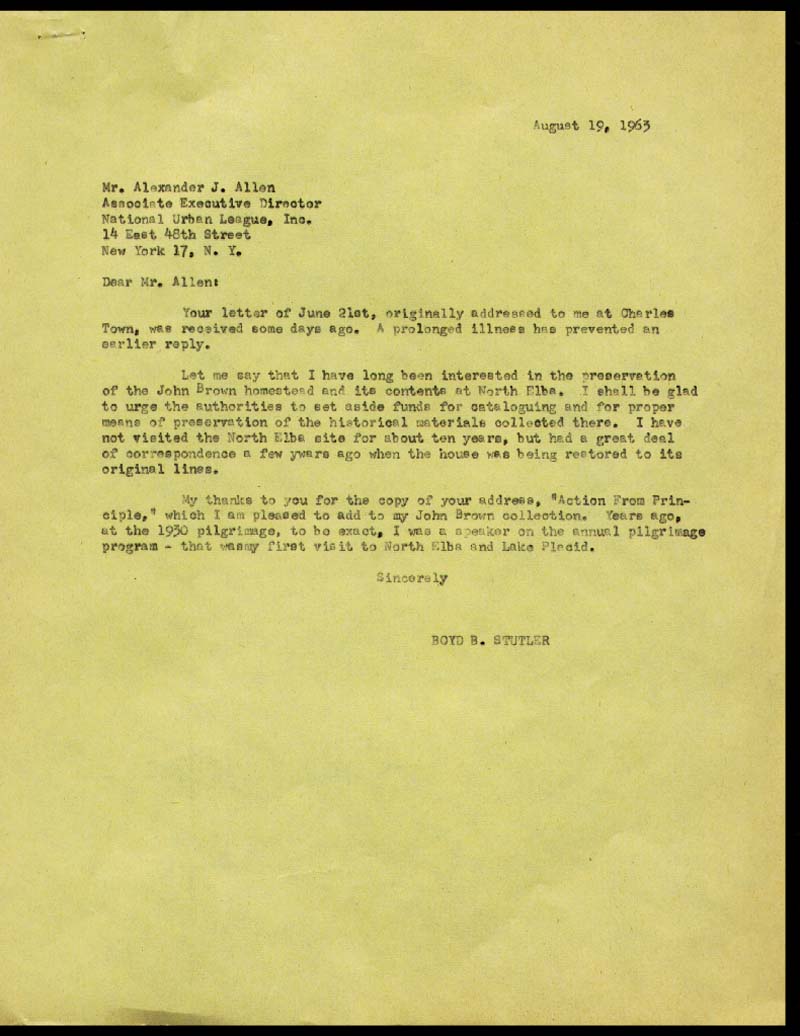 August 19, 1963
Mr. Alexander J. Allen
Associate Executive Director
National Urban League, Inc.
14 East 48th Street
New York 17, N. Y.
Dear Mr. Allen:
Your letter of June 21st, originally addressed to me at Charles
Town, was received some days ago. A prolonged illness has prevented an
earlier reply.
Let me say that I have long been interested in the preservation
of the John Brown homestead and its contents at North Elba. I shall be glad
to urge the authorities to set aside funds for cataloguing and for proper
means of preservation of the historical materials collected there. I have
not visited the North Elba site for about ten years, but had a great deal
of correspondence a few ywars ago when the house was being restored to its
original lines.
My thanks to you for the copy of your address, "Action From Prin-
ciple," which I am pleased to add to my John Brown collection. Years ago,
at the 1930 pilgrimage, to be exact, I was a speaker on the annual pilgrimage
program - that wasmy first visit to North Elba and Lake Placid.
Sincerely
BOYD B. STUTLER